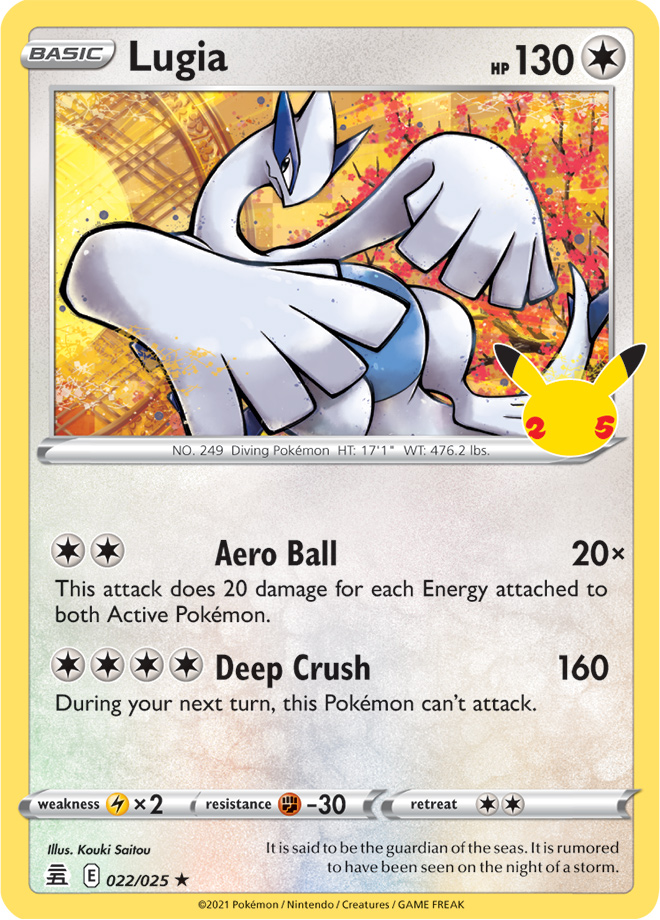 BASIC Lugia HP 130
25
NO. 249 Diving Pokémon HT: 17'1" WT: 476.2 lbs.
Aero Ball 20×
This attack does 20 damage for each Energy attached to
both Active Pokémon.
Deep Crush 160
During your next turn, this Pokémon can't attack.
weakness ×2 resistance -30 retreat
Illus. Kouki Saitou
It is said to be the guardian of the seas. It is rumored
to have been seen on the night of a storm.
五 E 022/025 ★
©2021 Pokémon / Nintendo / Creatures / GAME FREAK